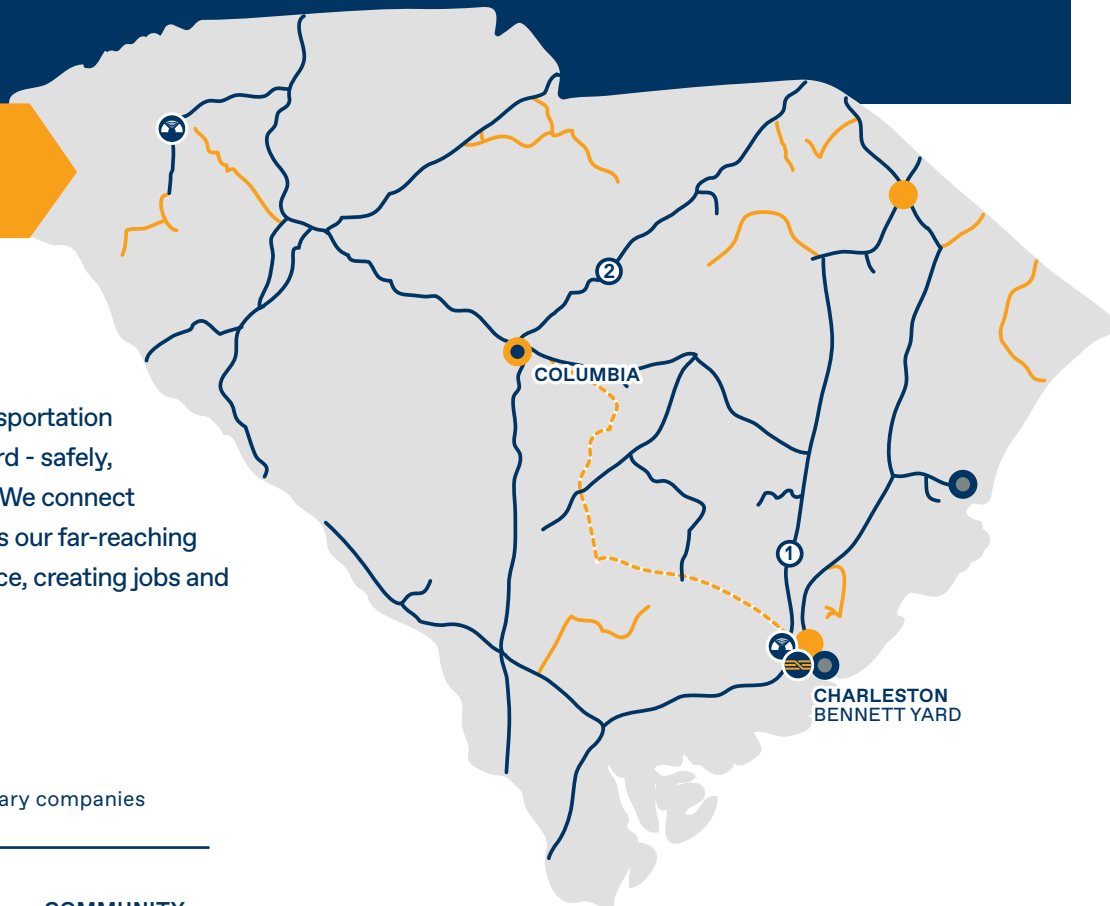 2
COLUMBIA
sportation
rd - safely,
We connect
s our far-reaching
ce, creating jobs and
1
CHARLESTON
BENNETT YARD
ary companies
COMMUNITY